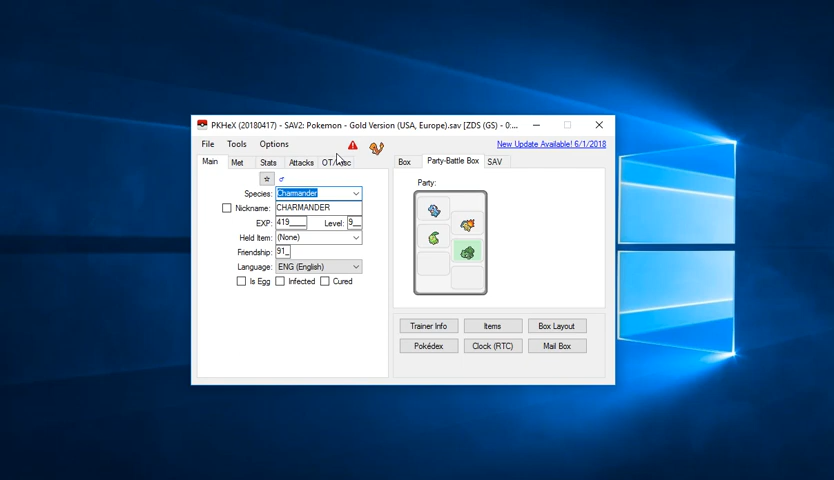 PKHeX (20180417) - SAV2: Pokemon - Gold Version (USA, Europe).sav [ZDS (GS) - 0:...
File Tools Options
New Update Available! 6/1/2018
Main Met Stats Attacks OT/Misc
Box Party-Battle Box SAV
Species: Charmander
Nickname: CHARMANDER
EXP: 419___ Level: 9__
Held Item: (None)
Friendship: 91_
Language: ENG (English)
Is Egg Infected Cured
Party:
Trainer Info Items Box Layout
Pokédex Clock (RTC) Mail Box